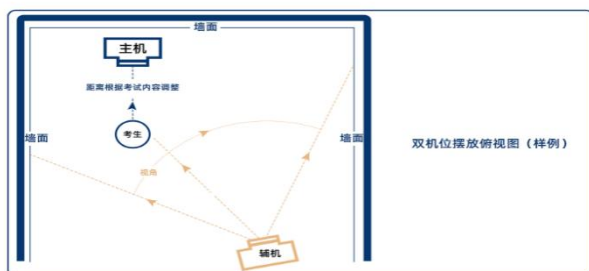 墙面
主机
距离根据考试内容调整
考生
墙面
墙面
双机位摆放俯视图（样例）
视角
辅机